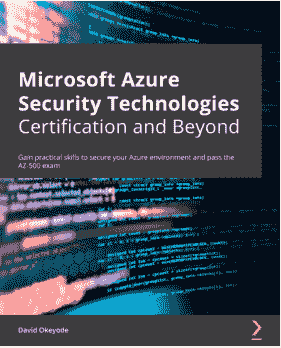 Microsoft Azure
Security Technologies
Certification and Beyond
Gain practical skills to secure your Azure environment and pass the
AZ-500 exam
David Okeyode